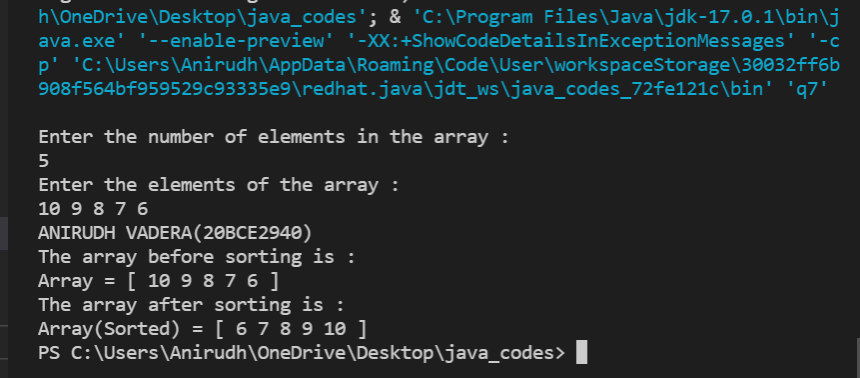 h\OneDrive\Desktop\java_codes'; & 'C:\Program Files\Java\jdk-17.0.1\bin\j
ava.exe' '--enable-preview' '-XX:+ShowCodeDetailsInExceptionMessages' '-c
p' 'C:\Users\Anirudh\AppData\Roaming\Code\User\workspaceStorage\30032ff6b
908f564bf959529c93335e9\redhat.java\jdt_ws\java_codes_72fe121c\bin' 'q7'
Enter the number of elements in the array :
5
Enter the elements of the array :
10 9 8 7 6
ANIRUDH VADERA(20BCE2940)
The array before sorting is :
Array = [ 10 9 8 7 6 ]
The array after sorting is :
Array(Sorted) = [ 6 7 8 9 10 ]
PS C:\Users\Anirudh\OneDrive\Desktop\java_codes>